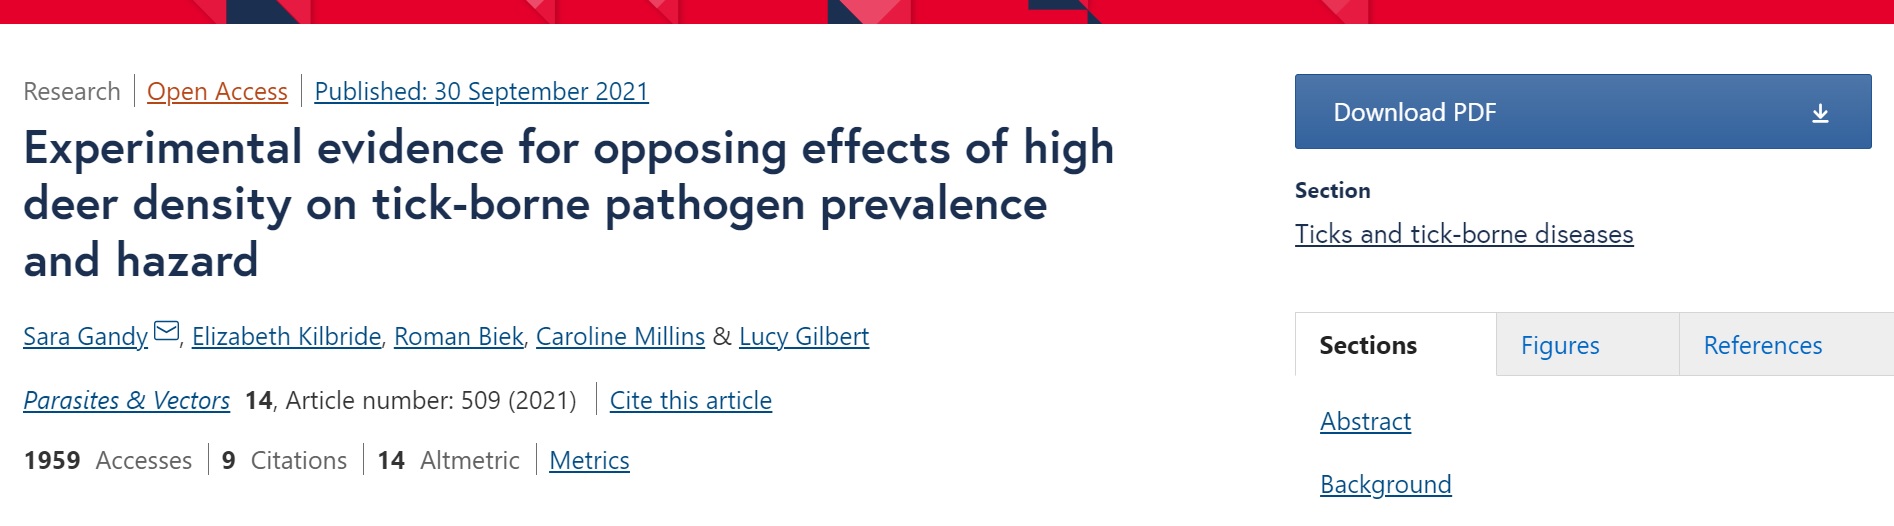 Research | Open Access | Published: 30 September 2021
Experimental evidence for opposing effects of high
deer density on tick-borne pathogen prevalence
and hazard
Sara Gandy, Elizabeth Kilbride, Roman Biek, Caroline Millins & Lucy Gilbert
Parasites & Vectors 14, Article number: 509 (2021) | Cite this article
1959 Accesses | 9 Citations | 14 Altmetric | Metrics
Download PDF
Section
Ticks and tick-borne diseases
Sections Figures References
Abstract
Background